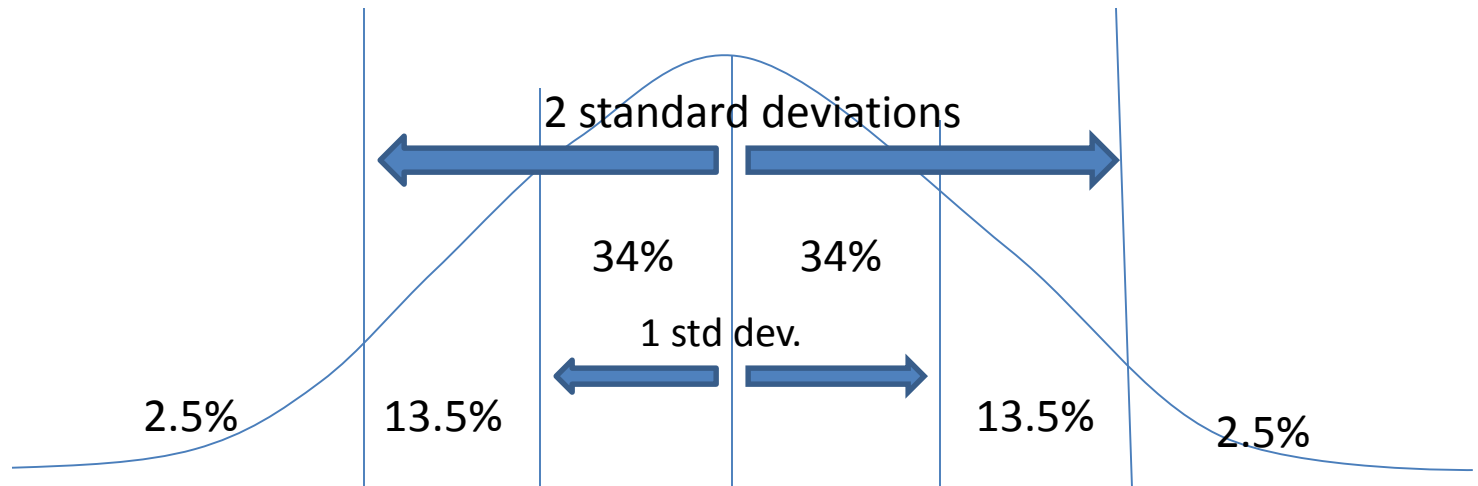 2 standard deviations
34% 34%
1 std dev.
2.5% 13.5% 13.5% 2.5%